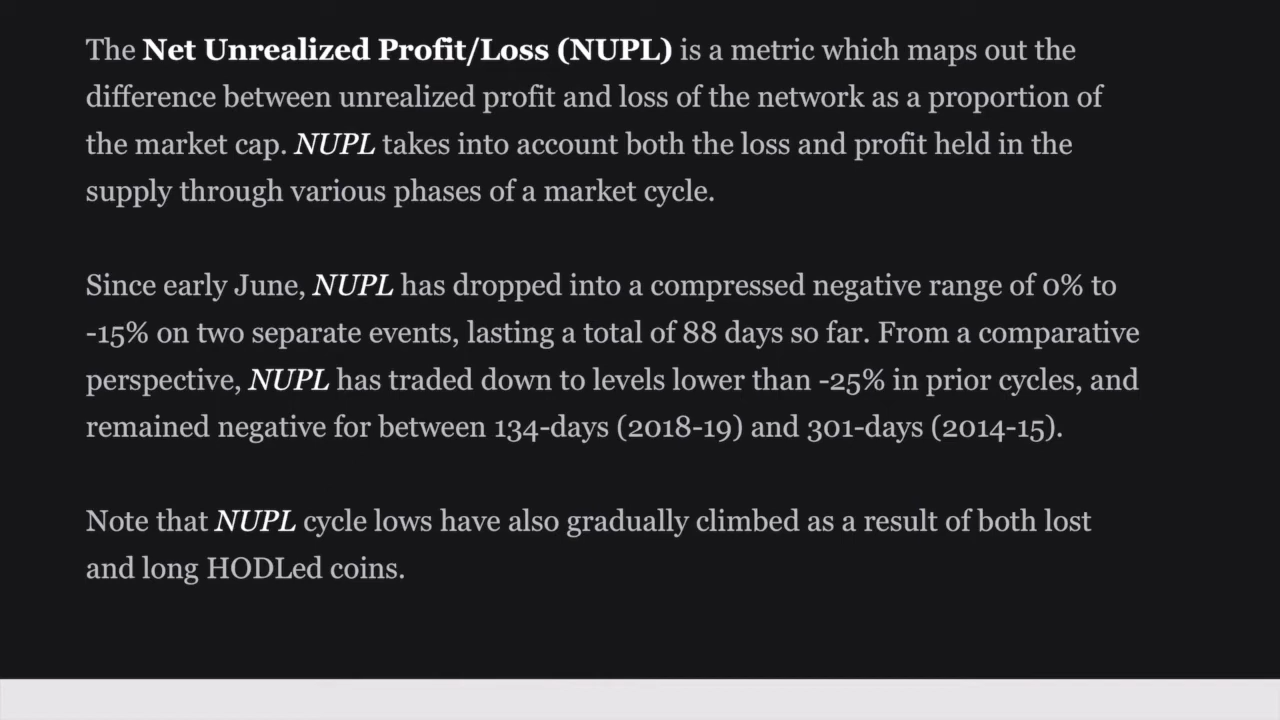 The Net Unrealized Profit/Loss (NUPL) is a metric which maps out the
difference between unrealized profit and loss of the network as a proportion of
the market cap. NUPL takes into account both the loss and profit held in the
supply through various phases of a market cycle.
Since early June, NUPL has dropped into a compressed negative range of 0% to
-15% on two separate events, lasting a total of 88 days so far. From a comparative
perspective, NUPL has traded down to levels lower than -25% in prior cycles, and
remained negative for between 134-days (2018-19) and 301-days (2014-15).
Note that NUPL cycle lows have also gradually climbed as a result of both lost
and long HODLed coins.